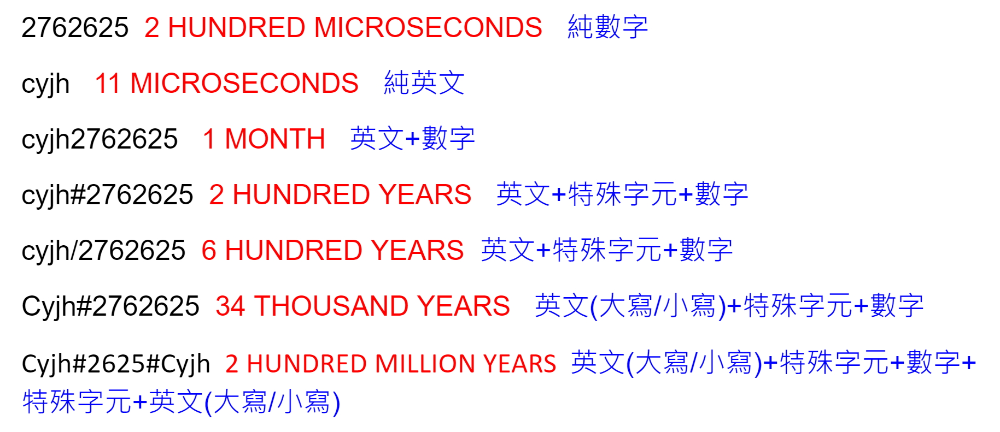 2762625 2 HUNDRED MICROSECONDS 純數字
cyjh 11 MICROSECONDS 純英文
cyjh2762625 1 MONTH 英文+數字
cyjh#2762625 2 HUNDRED YEARS 英文+特殊字元+數字
cyjh/2762625 6 HUNDRED YEARS 英文+特殊字元+數字
Cyjh#2762625 34 THOUSAND YEARS 英文(大寫/小寫)+特殊字元+數字
Cyjh#2625#Cyjh 2 HUNDRED MILLION YEARS 英文(大寫/小寫)+特殊字元+數字+
特殊字元+英文(大寫/小寫)